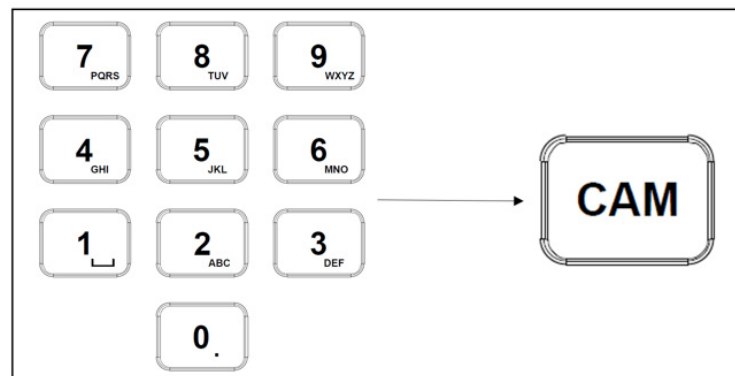 7 PQRS 8 TUV 9 WXYZ
4 GHI 5 JKL 6 MNO
CAM
1 2 ABC 3 DEF
0 .